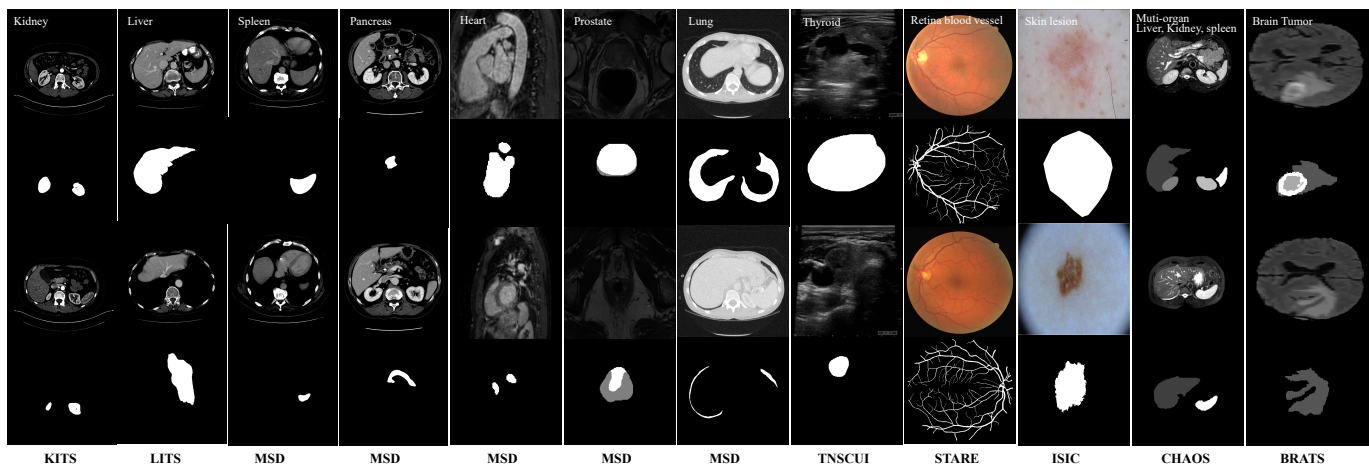 Kidney
Liver
Spleen
Pancreas
Heart
Prostate
Lung
Thyroid
Retina blood vessel
Skin lesion
Muti-organ
Liver, Kidney, spleen
Brain Tumor
KITS
LITS
MSD
MSD
MSD
MSD
MSD
TNSCUI
STARE
ISIC
CHAOS
BRATS